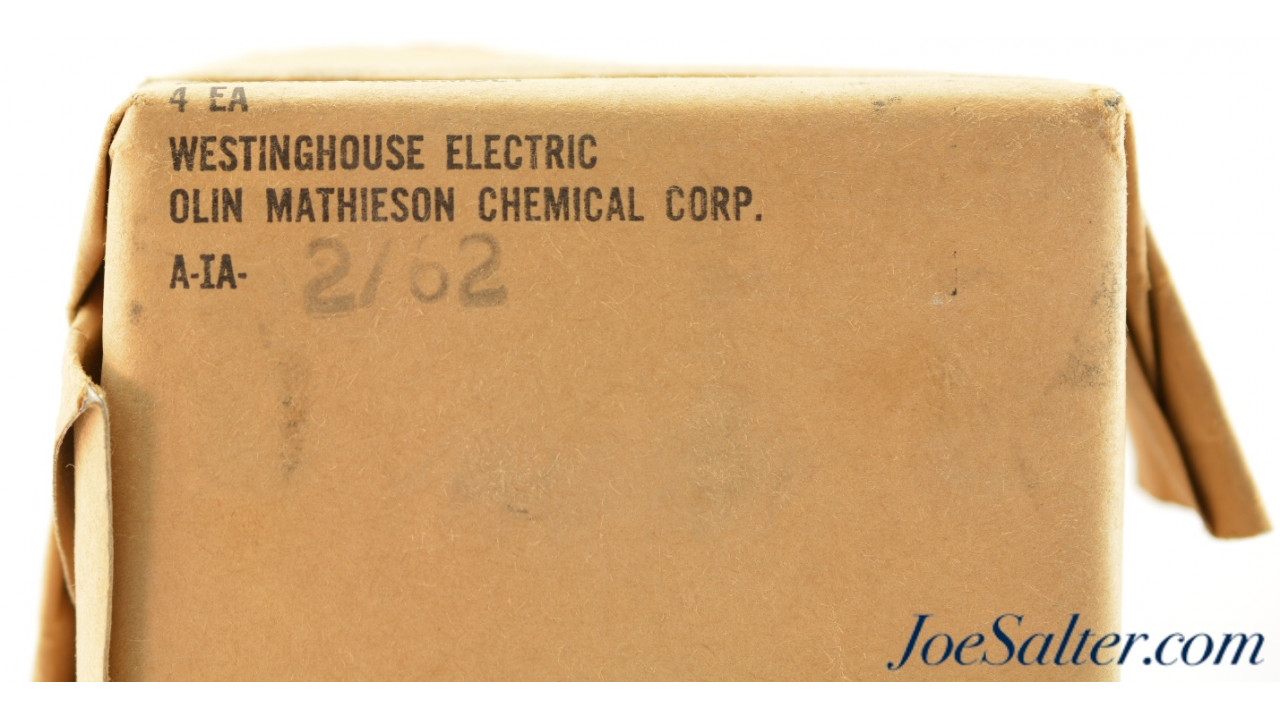 4 EA
WESTINGHOUSE ELECTRIC
OLIN MATHIESON CHEMICAL CORP.
A-IA- 2/62
JoeSalter.com